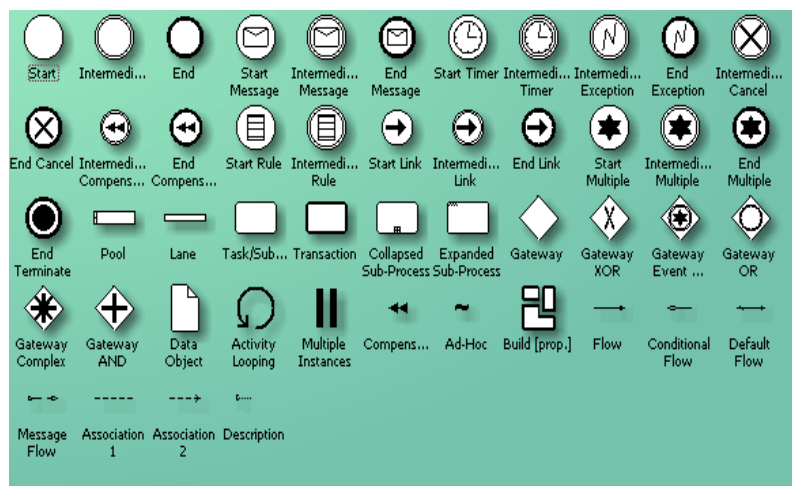 Start Intermedi... End Start Intermedi... End Start Timer Intermedi... Intermedi... End Intermedi...
Message Message Message Timer Exception Exception Cancel
End Cancel Intermedi... End Start Rule Intermedi... Start Link Intermedi... End Link Start Intermedi... End
Compens... Compens... Rule Link Multiple Multiple Multiple
End Pool Lane Task/Sub... Transaction Collapsed Expanded Gateway Gateway Gateway Gateway
Terminate Sub-Process Sub-Process XOR Event ... OR
Gateway Gateway Data Activity Multiple Compens... Ad-Hoc Build [prop.] Flow Conditional Default
Complex AND Object Looping Instances Flow Flow
Message Association Association Description
Flow 1 2